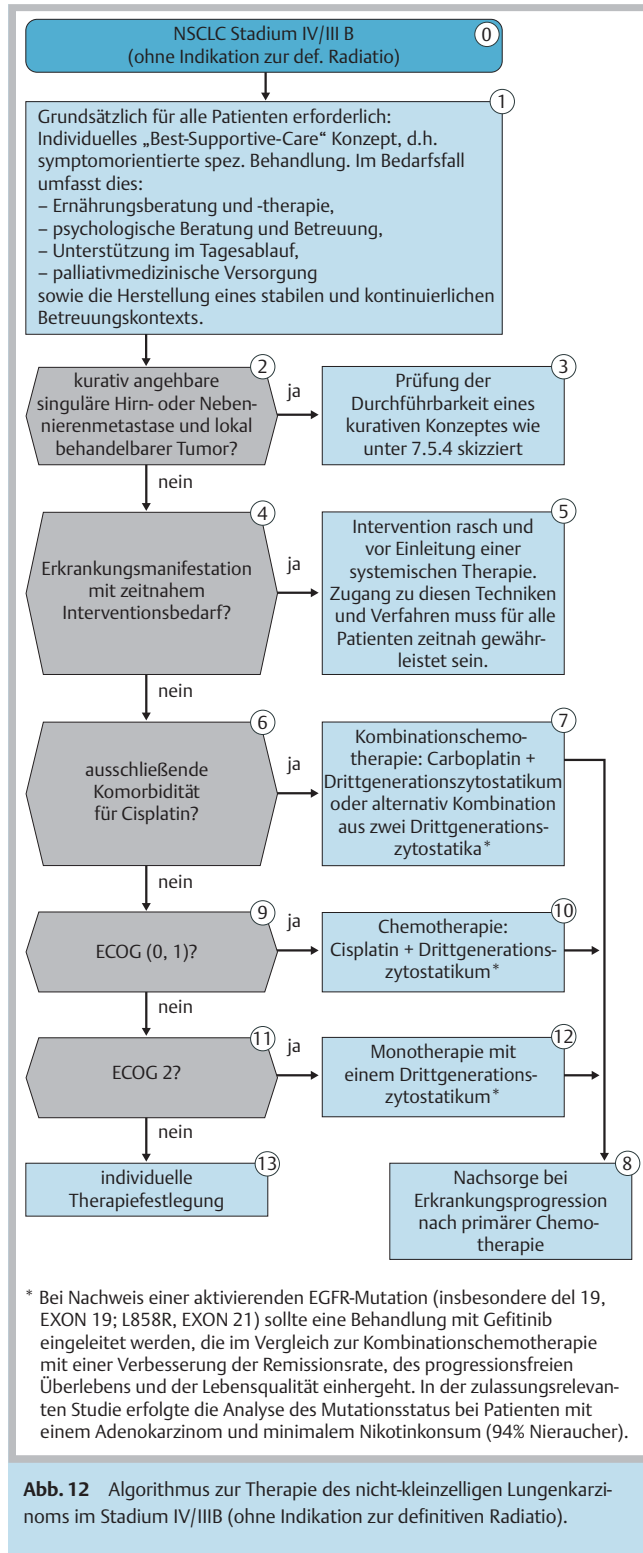 NSCLC Stadium IV/III B
(ohne Indikation zur def. Radiatio)
0
1
Grundsätzlich für alle Patienten erforderlich:
Individuelles „Best-Supportive-Care“ Konzept, d.h.
symptomorientierte spez. Behandlung. Im Bedarfsfall
umfasst dies:
– Ernährungsberatung und -therapie,
– psychologische Beratung und Betreuung,
– Unterstützung im Tagesablauf,
– palliativmedizinische Versorgung
sowie die Herstellung eines stabilen und kontinuierlichen
Betreuungskontexts.
2
kurativ angehbare
singuläre Hirn- oder Neben-
nierenmetastase und lokal
behandelbarer Tumor?
ja
3
Prüfung der
Durchführbarkeit eines
kurativen Konzeptes wie
unter 7.5.4 skizziert
nein
4
Erkrankungsmanifestation
mit zeitnahem
Interventionsbedarf?
ja
5
Intervention rasch und
vor Einleitung einer
systemischen Therapie.
Zugang zu diesen Techniken
und Verfahren muss für alle
Patienten zeitnah gewähr-
leistet sein.
nein
6
ausschließende
Komorbidität
für Cisplatin?
ja
7
Kombinationschemo-
therapie: Carboplatin +
Drittgenerationszytostatikum
oder alternativ Kombination
aus zwei Drittgenerations-
zytostatika*
nein
9
ECOG (0, 1)?
ja
10
Chemotherapie:
Cisplatin + Drittgenerations-
zytostatikum*
nein
11
ECOG 2?
ja
12
Monotherapie mit
einem Drittgenerations-
zytostatikum*
nein
13
individuelle
Therapiefestlegung
8
Nachsorge bei
Erkrankungsprogression
nach primärer Chemo-
therapie
* Bei Nachweis einer aktivierenden EGFR-Mutation (insbesondere del 19,
EXON 19; L858R, EXON 21) sollte eine Behandlung mit Gefitinib
eingeleitet werden, die im Vergleich zur Kombinationschemotherapie
mit einer Verbesserung der Remissionsrate, des progressionsfreien
Überlebens und der Lebensqualität einhergeht. In der zulassungsrelevan-
ten Studie erfolgte die Analyse des Mutationsstatus bei Patienten mit
einem Adenokarzinom und minimalem Nikotinkonsum (94% Nieraucher).
Abb. 12 Algorithmus zur Therapie des nicht-kleinzelligen Lungenkarzi-
noms im Stadium IV/IIIB (ohne Indikation zur definitiven Radiatio).